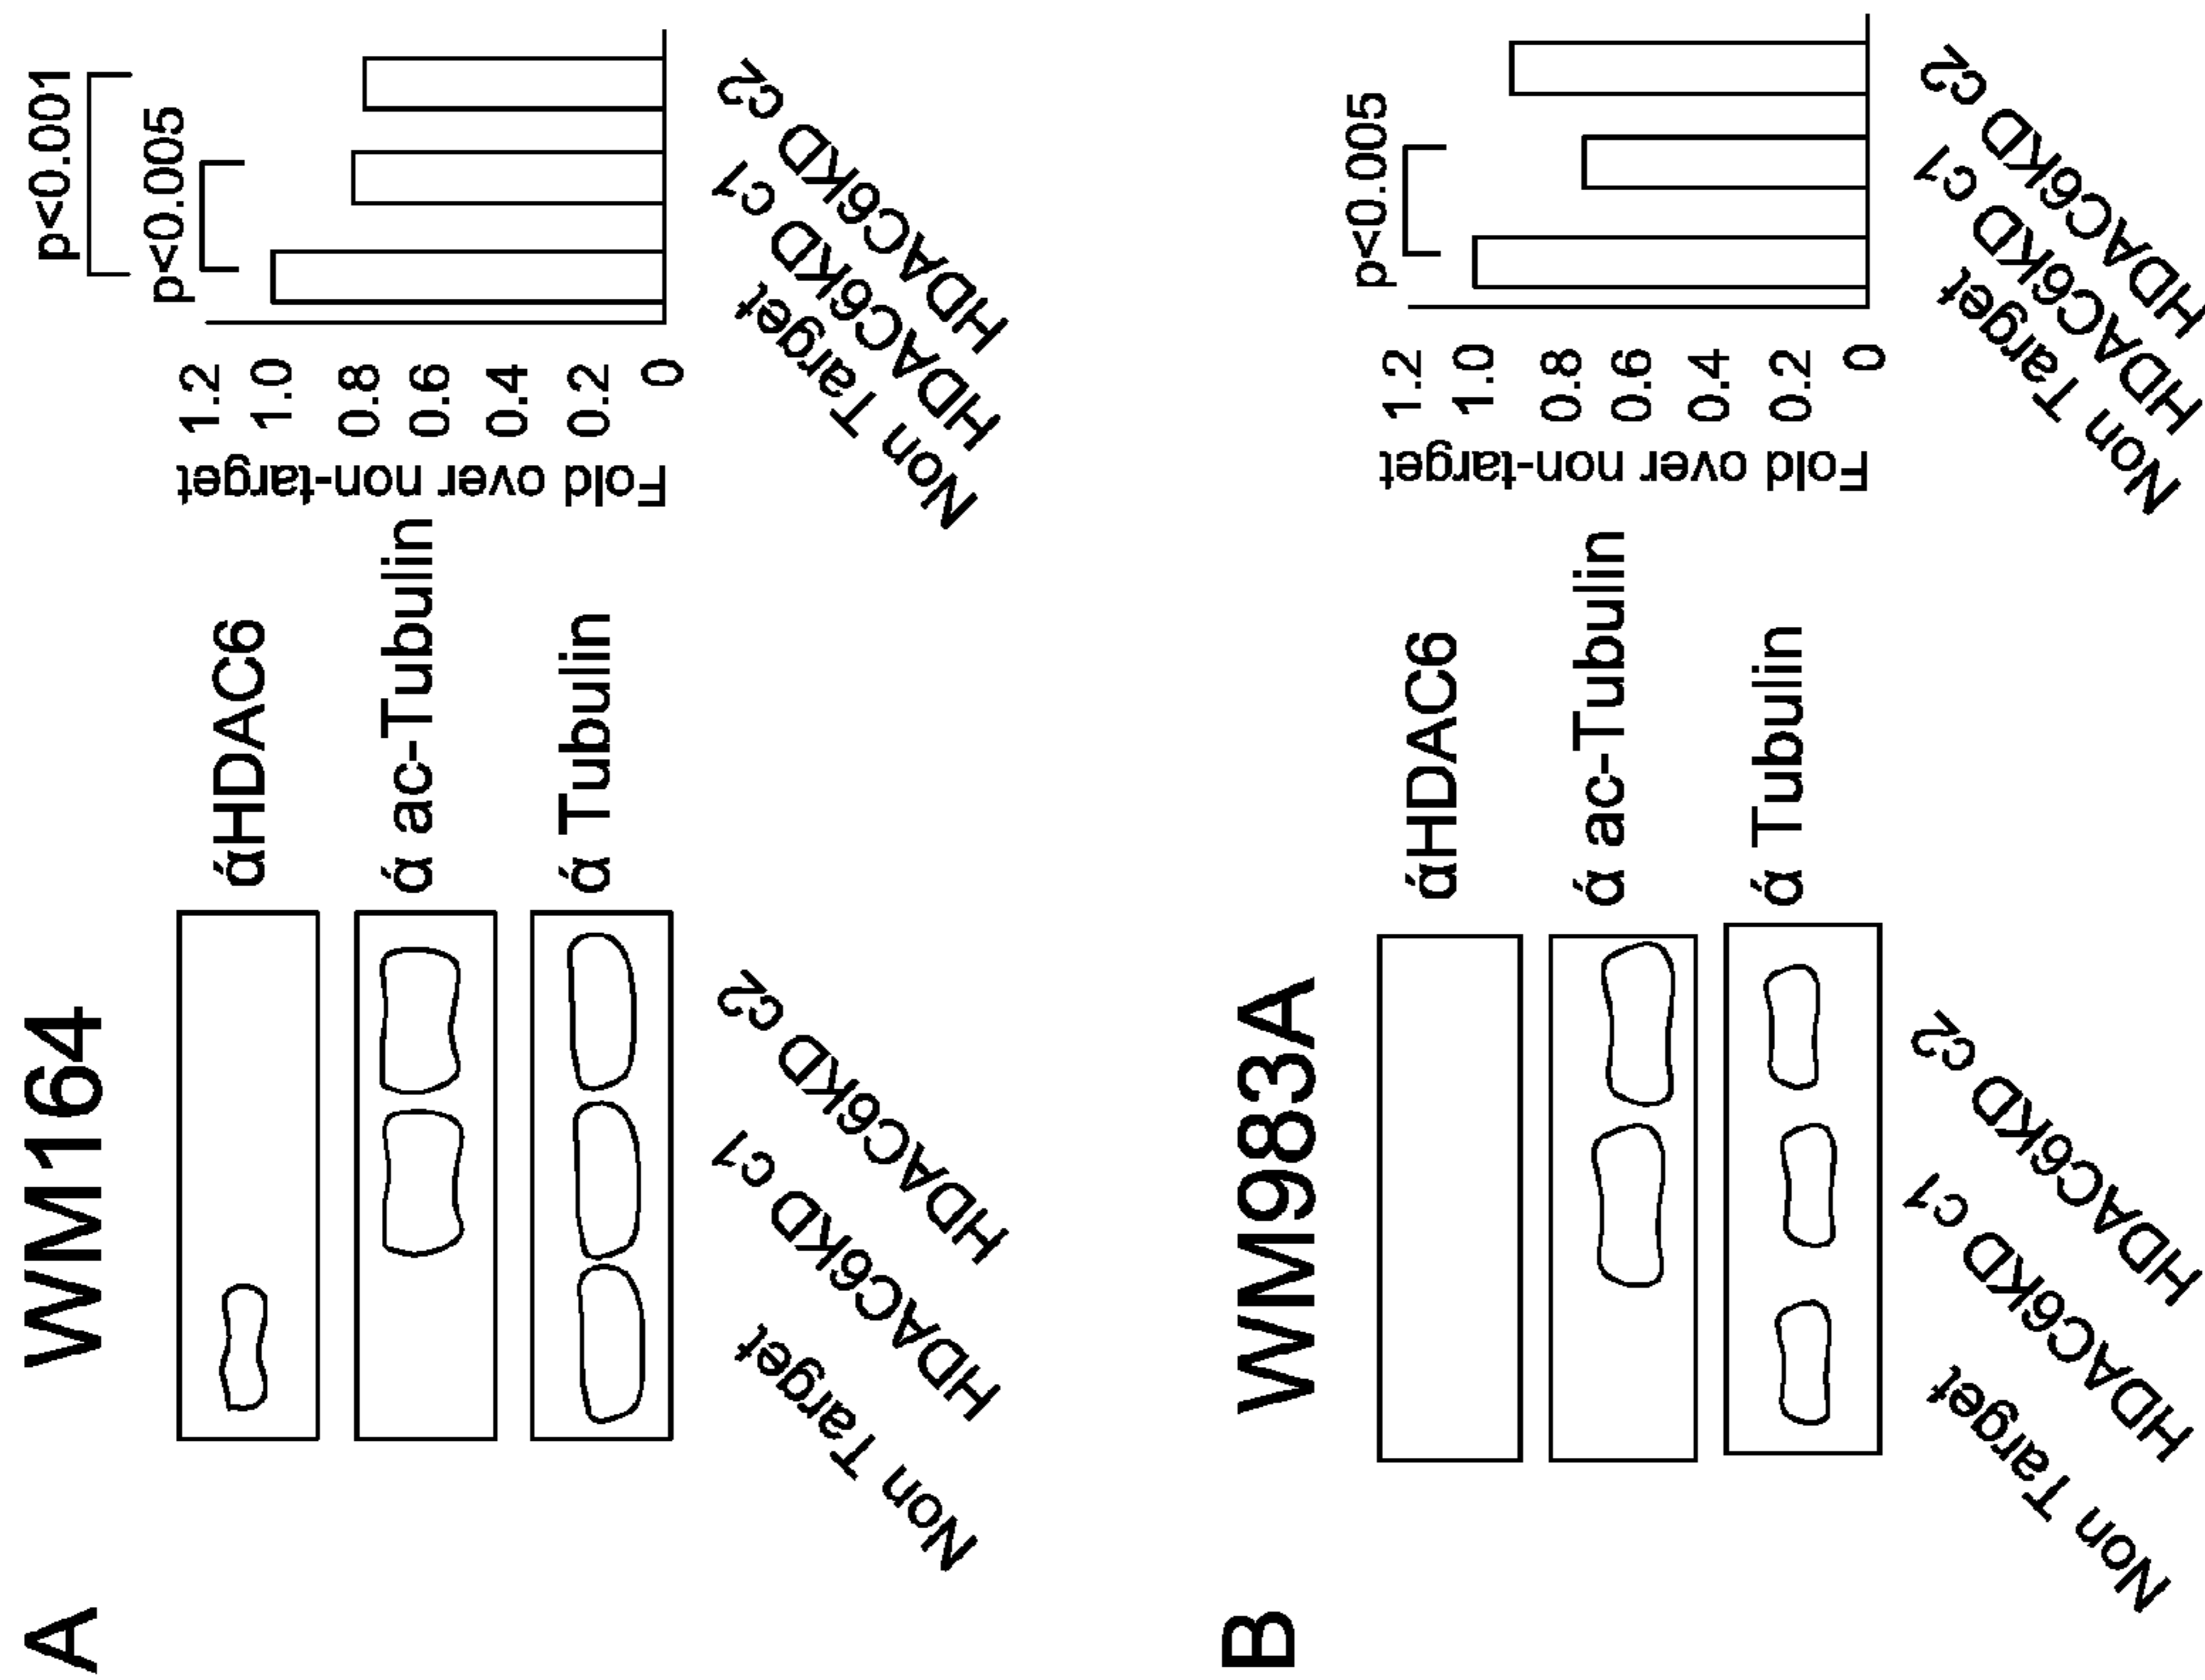 A
WM164
άHDAC6
ά ac-Tubulin
ά Tubulin
Non Target
HDAC6KD c1
HDAC6KD c2
p<0.001
p<0.005
Fold over non-target
1.2
1.0
0.8
0.6
0.4
0.2
0
Non Target
HDAC6KD c1
HDAC6KD c2
B
WM983A
άHDAC6
ά ac-Tubulin
ά Tubulin
Non Target
HDAC6KD c1
HDAC6KD c2
p<0.005
Fold over non-target
1.2
1.0
0.8
0.6
0.4
0.2
0
Non Target
HDAC6KD c1
HDAC6KD c2